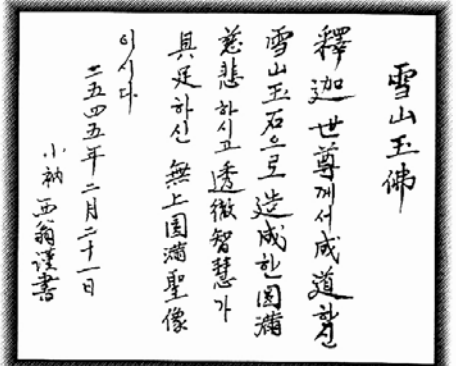 雪山玉佛
釋迦世尊께서成道하신
雪山玉石으로造成한圓滿
慈悲하시고透徹智慧가
具足하신無上圓滿聖像
이시다
二五四五年二月二十一日
小衲西翁謹書